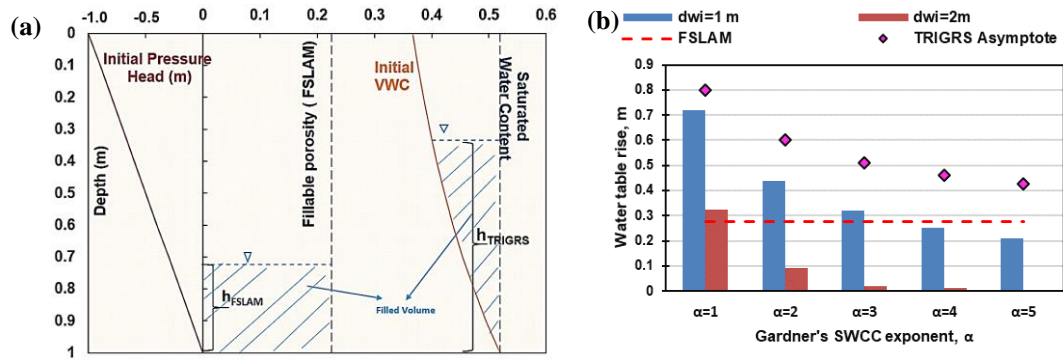 (a)
-1.0 0 0.1 0.2 0.3 0.4 0.5 0.6
0
0.1
0.2
0.3
0.4
0.5
0.6
0.7
0.8
0.9
1
Depth (m)
Initial Pressure
Head (m)
Fillable porosity ( FSLAM)
Initial
VWC
Saturated
Water Content
hFSLAM
hTRIGRS
Filled Volume
(b)
dwi=1 m dwi=2m
FSLAM TRIGRS Asymptote
Water table rise, m
0.9
0.8
0.7
0.6
0.5
0.4
0.3
0.2
0.1
0
α=1 α=2 α=3 α=4 α=5
Gardner's SWCC exponent, α